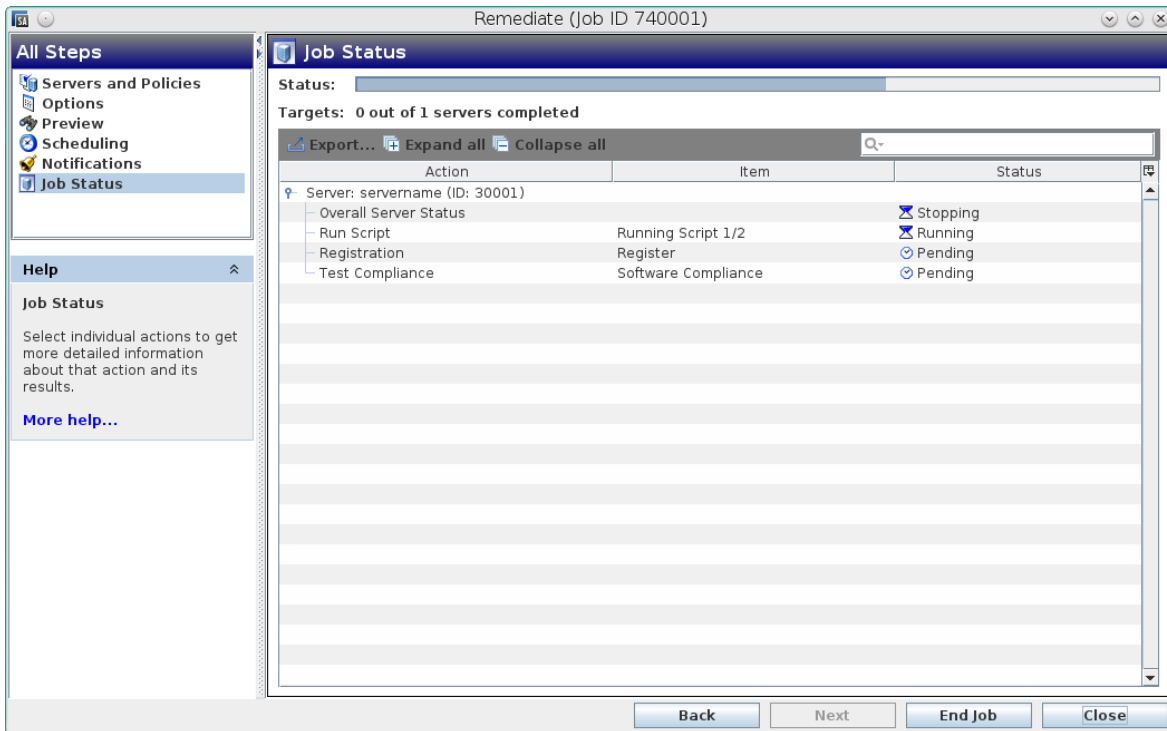 SA
Remediate (Job ID 740001)
All Steps
Servers and Policies
Options
Preview
Scheduling
Notifications
Job Status
Help
Job Status
Select individual actions to get
more detailed information
about that action and its
results.
More help...
Job Status
Status:
Targets: 0 out of 1 servers completed
Export... Expand all Collapse all
Action Item Status
Server: servername (ID: 30001)
Overall Server Status Stopping
Run Script Running Script 1/2 Running
Registration Register Pending
Test Compliance Software Compliance Pending
Back Next End Job Close